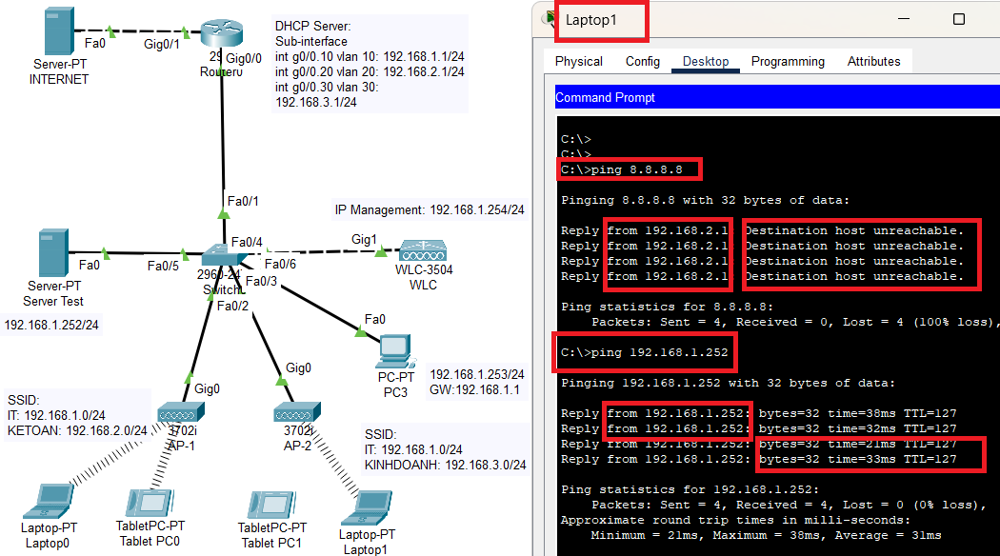 Fa0
Gig0/1
Server-PT
INTERNET
29
Gig0/0
DHCP Server:
Sub-interface
int g0/0.10 vlan 10: 192.168.1.1/24
int g0/0.20 vlan 20: 192.168.2.1/24
int g0/0.30 vlan 30:
192.168.3.1/24
Fa0/1
IP Management: 192.168.1.254/24
Fa0
Fa0/5
Fa0/4
Fa0/6
Gig1
WLC-3504
WLC
Server-PT
Server Test
192.168.1.252/24
2960-24
Fa0/3
Fa0/2
Fa0
PC-PT
PC3
192.168.1.253/24
GW:192.168.1.1
Gig0
Gig0
SSID:
IT: 192.168.1.0/24
KETOAN: 192.168.2.0/24
3702i
AP-1
3702i
AP-2
SSID:
IT: 192.168.1.0/24
KINHDOANH: 192.168.3.0/24
Laptop-PT
Laptop0
TabletPC-PT
Tablet PC0
TabletPC-PT
Tablet PC1
Laptop-PT
Laptop1
Laptop1
Physical Config Desktop Programming Attributes
Command Prompt
C:\>
C:\>
C:\>ping 8.8.8.8
Pinging 8.8.8.8 with 32 bytes of data:
Reply from 192.168.2.1 Destination host unreachable.
Reply from 192.168.2.1 Destination host unreachable.
Reply from 192.168.2.1 Destination host unreachable.
Reply from 192.168.2.1 Destination host unreachable.
Ping statistics for 8.8.8.8:
Packets: Sent = 4, Received = 0, Lost = 4 (100% loss),
C:\>ping 192.168.1.252
Pinging 192.168.1.252 with 32 bytes of data:
Reply from 192.168.1.252: bytes=32 time=38ms TTL=127
Reply from 192.168.1.252: bytes=32 time=32ms TTL=127
Reply from 192.168.1.252: bytes=32 time=21ms TTL=127
Reply from 192.168.1.252: bytes=32 time=33ms TTL=127
Ping statistics for 192.168.1.252:
Packets: Sent = 4, Received = 4, Lost = 0 (0% loss),
Approximate round trip times in milli-seconds:
Minimum = 21ms, Maximum = 38ms, Average = 31ms